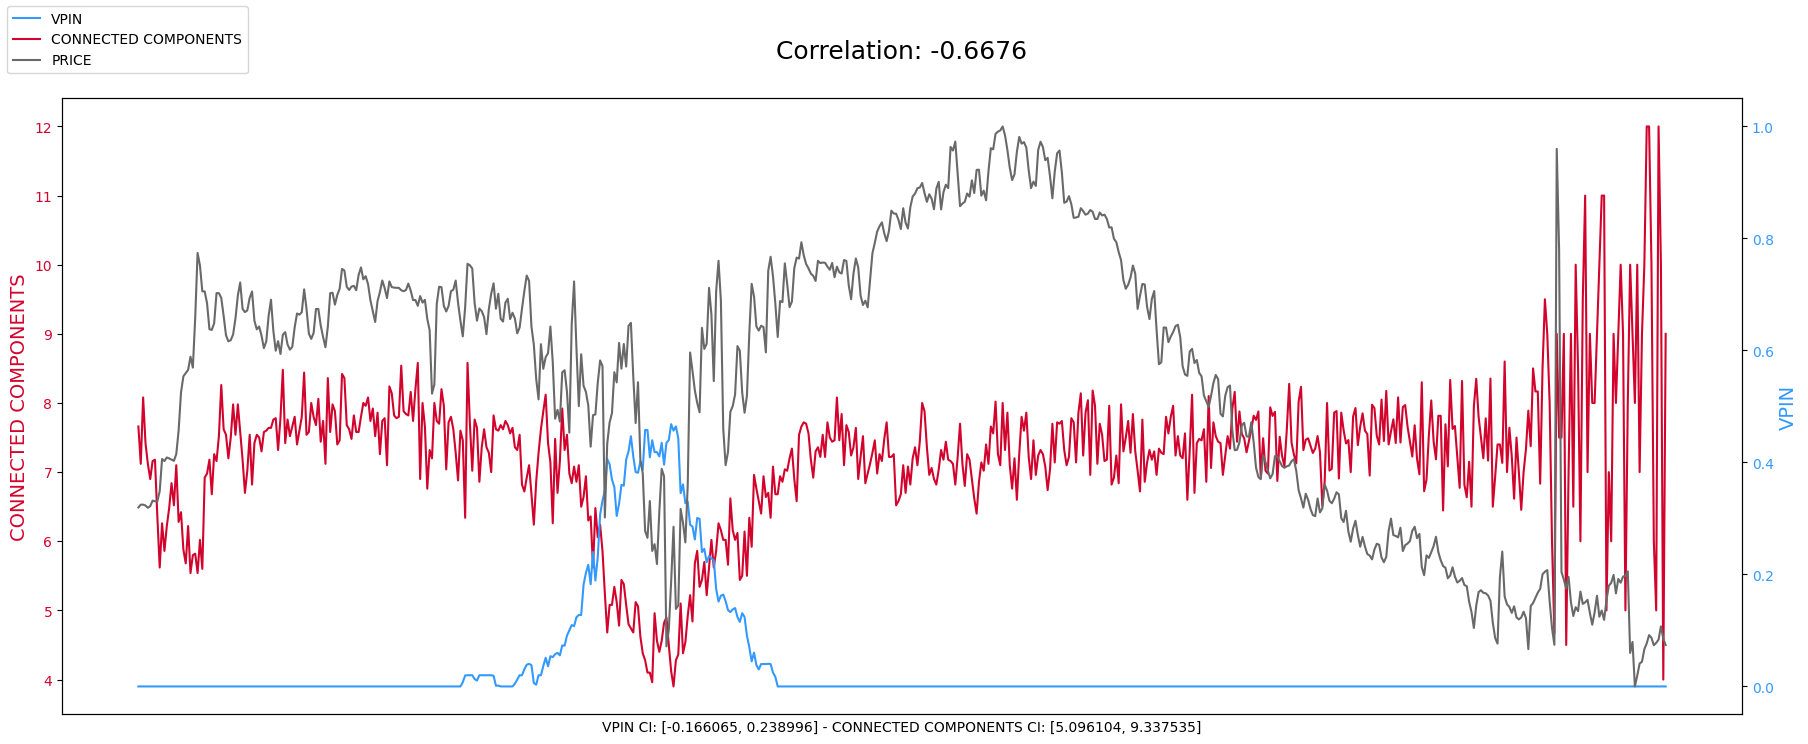 VPIN
CONNECTED COMPONENTS
PRICE
Correlation: -0.6676
CONNECTED COMPONENTS
12
11
10
9
8
7
6
5
4
1.0
0.8
0.6
0.4
0.2
0.0
VPIN
VPIN CI: [-0.166065, 0.238996] - CONNECTED COMPONENTS CI: [5.096104, 9.337535]